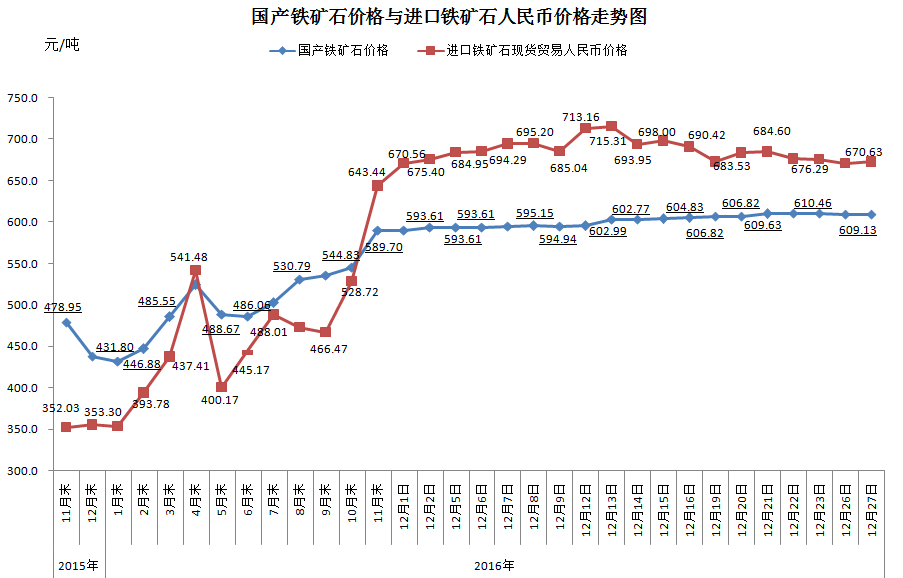 国产铁矿石价格与进口铁矿石人民币价格走势图
元/吨
国产铁矿石价格 进口铁矿石现货贸易人民币价格
750.0
700.0
650.0
600.0
550.0
500.0
450.0
400.0
350.0
300.0
478.95
431.80
446.88
485.55
488.67
486.06
530.79
544.83
589.70
593.61
593.61
593.61
595.15
594.94
602.99
602.77
604.83
606.82
606.82
609.63
610.46
609.13
352.03
353.30
393.78
437.41
541.48
400.17
445.17
488.01
466.47
528.72
643.44
670.56
675.40
684.95
694.29
695.20
685.04
713.16
715.31
693.95
698.00
690.42
683.53
684.60
676.29
670.63
11月末
12月末
1月末
2月末
3月末
4月末
5月末
6月末
7月末
8月末
9月末
10月末
11月末
12月1日
12月2日
12月5日
12月6日
12月7日
12月8日
12月9日
12月12日
12月13日
12月14日
12月15日
12月16日
12月19日
12月20日
12月21日
12月22日
12月23日
12月26日
12月27日
2015年 2016年